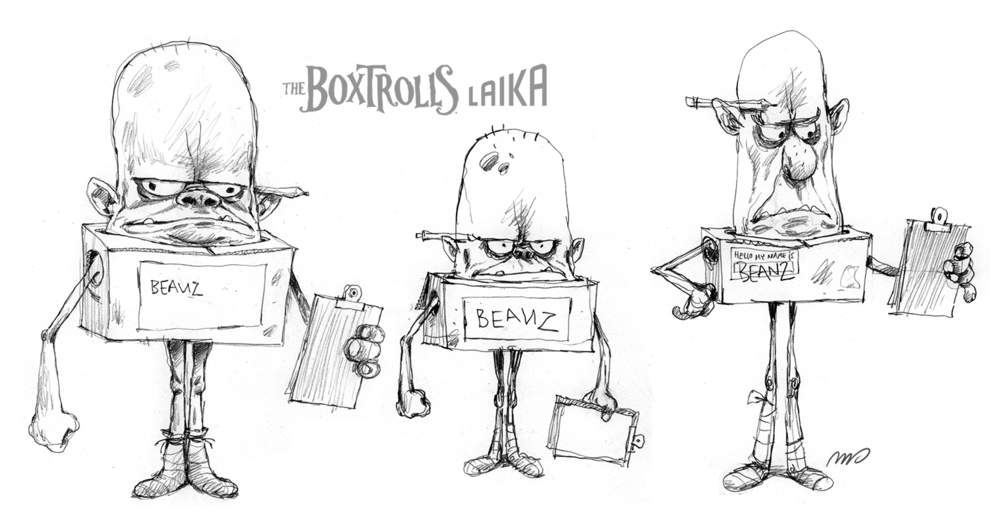 THE BOXTROLLS LAIKA
BEANZ
BEANZ
HELLO MY NAME IS
BEANZ